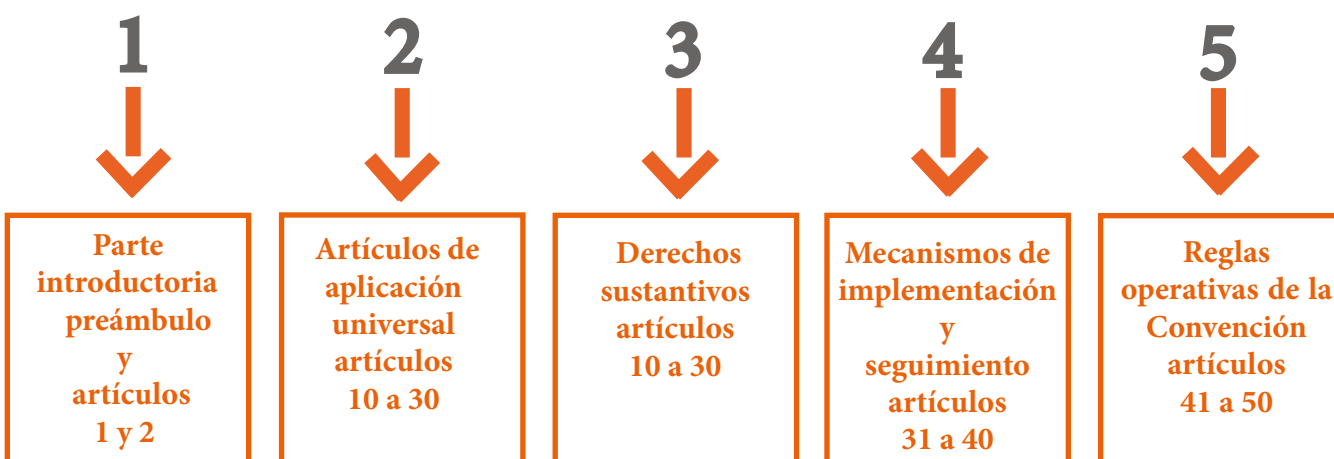 1
2
3
4
5
Parte
introductoria
preámbulo
y
artículos
1 y 2
Artículos de
aplicación
universal
artículos
10 a 30
Derechos
sustantivos
artículos
10 a 30
Mecanismos de
implementación
y
seguimiento
artículos
31 a 40
Reglas
operativas de la
Convención
artículos
41 a 50